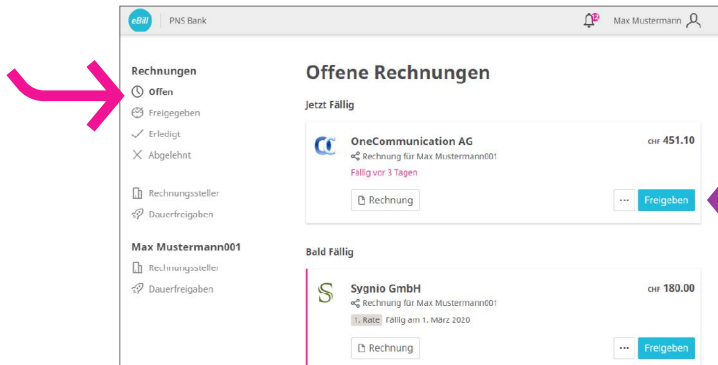 eBill PNS Bank 12 Max Mustermann
Rechnungen
Offen
Freigegeben
Erledigt
Abgelehnt
Rechnungssteller
Dauerfreigaben
Max Mustermann001
Rechnungssteller
Dauerfreigaben
Offene Rechnungen
Jetzt Fällig
OneCommunication AG CHF 451.10
Rechnung für Max Mustermann001
Fällig vor 3 Tagen
Rechnung ... Freigeben
Bald Fällig
Sygnio GmbH CHF 180.00
Rechnung für Max Mustermann001
1. Rate Fällig am 1. März 2020
Rechnung ... Freigeben